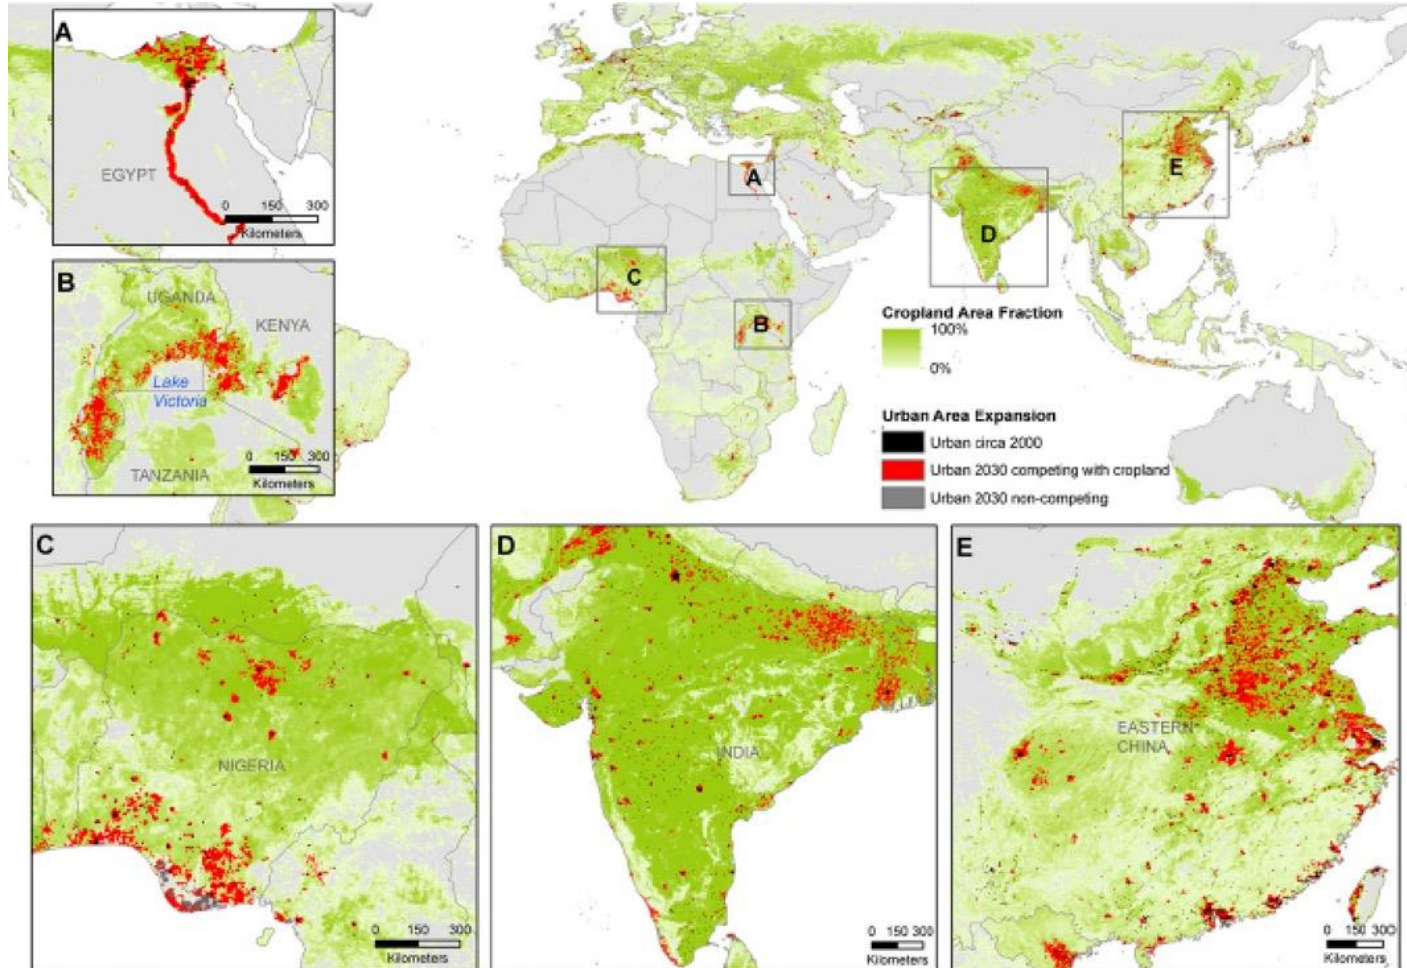 A
EGYPT
0 150 300
Kilometers
B
UGANDA
KENYA
Lake
Victoria
TANZANIA
0 150 300
Kilometers
A
B
C
D
E
Cropland Area Fraction
100%
0%
Urban Area Expansion
Urban circa 2000
Urban 2030 competing with cropland
Urban 2030 non-competing
C
NIGERIA
0 150 300
Kilometers
D
INDIA
0 150 300
Kilometers
E
EASTERN
CHINA
0 150 300
Kilometers